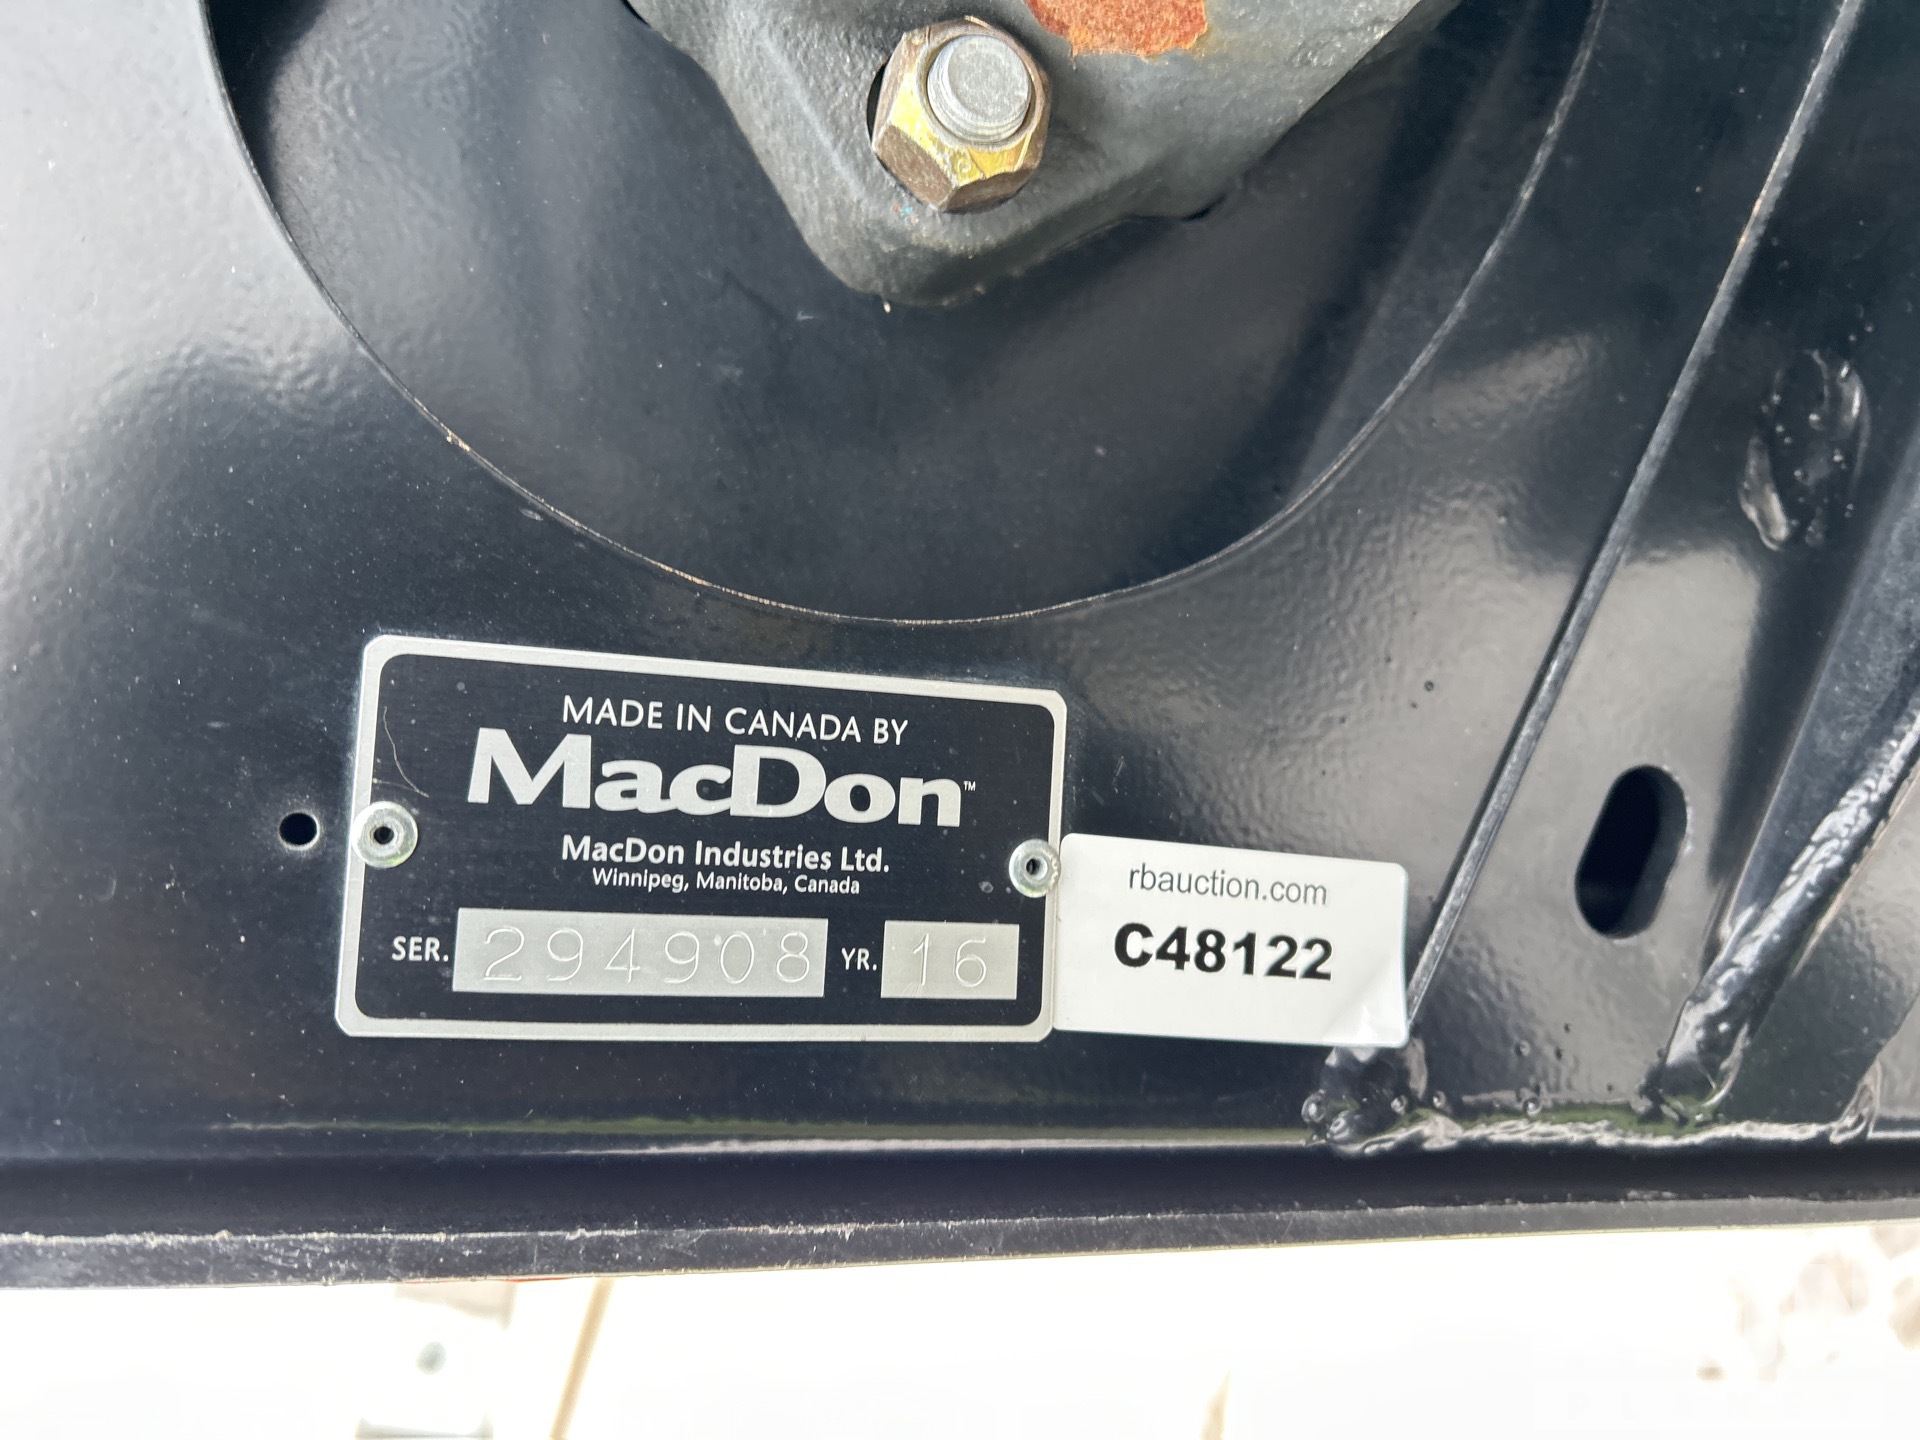 MADE IN CANADA BY
MacDon™
MacDon Industries Ltd.
Winnipeg, Manitoba, Canada
SER. 294908 YR. 16
rbauction.com
C48122